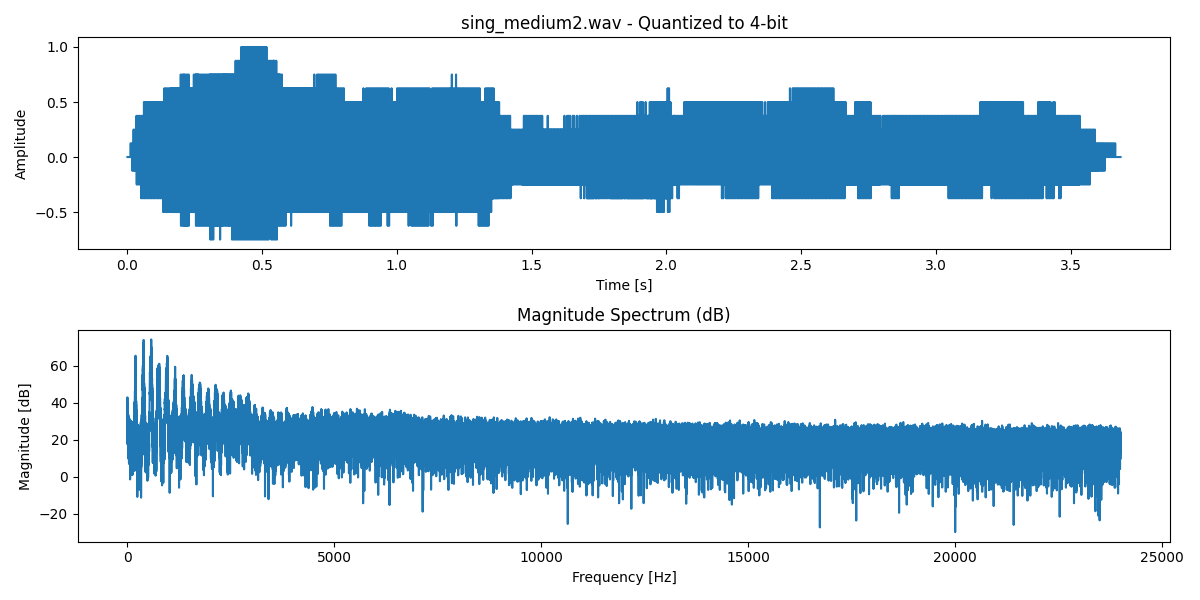 sing_medium2.wav - Quantized to 4-bit
1.0
0.5
0.0
−0.5
Amplitude
0.0 0.5 1.0 1.5 2.0 2.5 3.0 3.5
Time [s]
Magnitude Spectrum (dB)
60
40
20
0
−20
Magnitude [dB]
0 5000 10000 15000 20000 25000
Frequency [Hz]